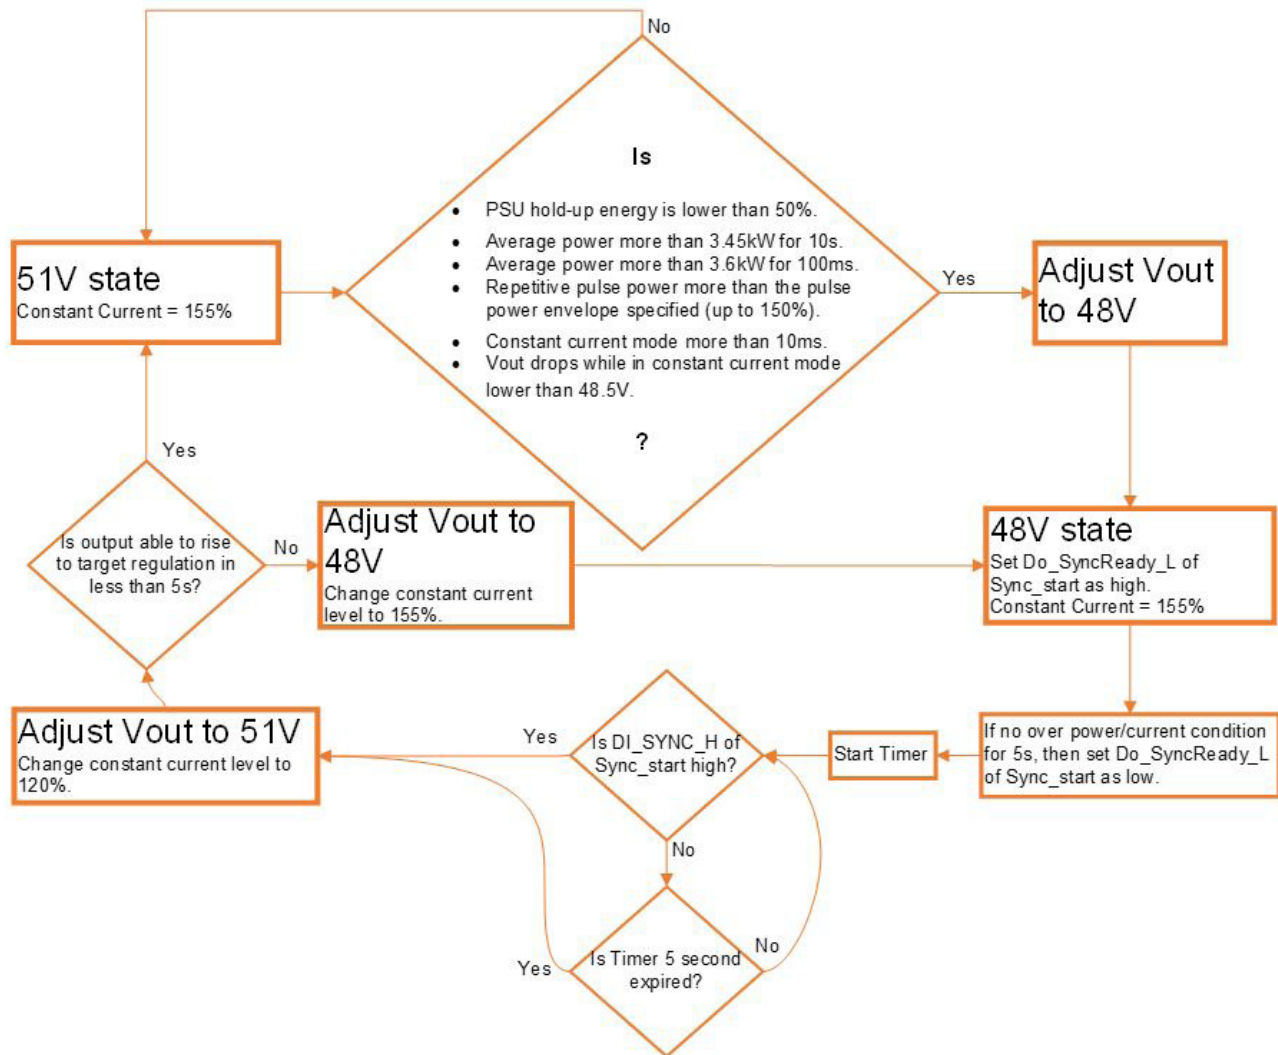 No
Is
• PSU hold-up energy is lower than 50%.
• Average power more than 3.45kW for 10s.
• Average power more than 3.6kW for 100ms.
• Repetitive pulse power more than the pulse
power envelope specified (up to 150%).
• Constant current mode more than 10ms.
• Vout drops while in constant current mode
lower than 48.5V.
?
51V state
Constant Current = 155%
Yes
Adjust Vout
to 48V
Yes
Is output able to rise
to target regulation in
less than 5s?
No
Adjust Vout to
48V
Change constant current
level to 155%.
48V state
Set Do_SyncReady_L of
Sync_start as high.
Constant Current = 155%
Adjust Vout to 51V
Change constant current level to
120%.
Yes
Is DI_SYNC_H of
Sync_start high?
Start Timer
If no over power/current condition
for 5s, then set Do_SyncReady_L
of Sync_start as low.
No
Yes
Is Timer 5 second
expired?
No